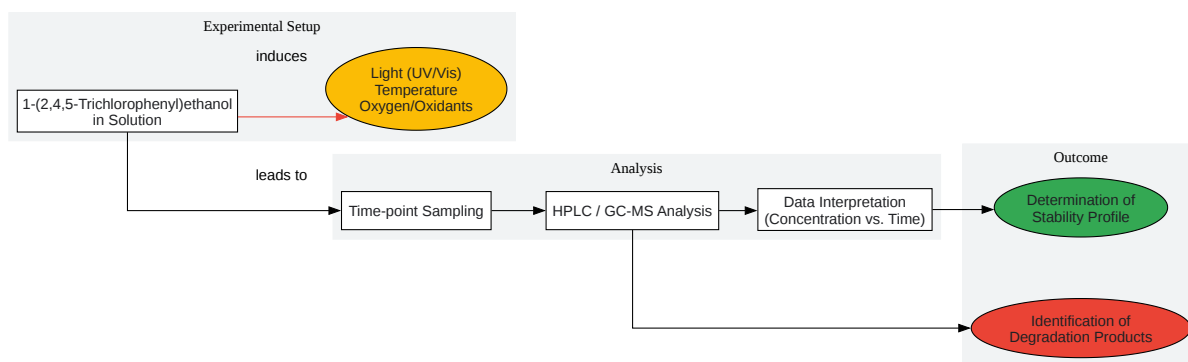 Experimental Setup
induces
Light (UV/Vis)
Temperature
Oxygen/Oxidants
1-(2,4,5-Trichlorophenyl)ethanol
in Solution
leads to
Analysis
Time-point Sampling
HPLC / GC-MS Analysis
Data Interpretation
(Concentration vs. Time)
Outcome
Determination of
Stability Profile
Identification of
Degradation Products